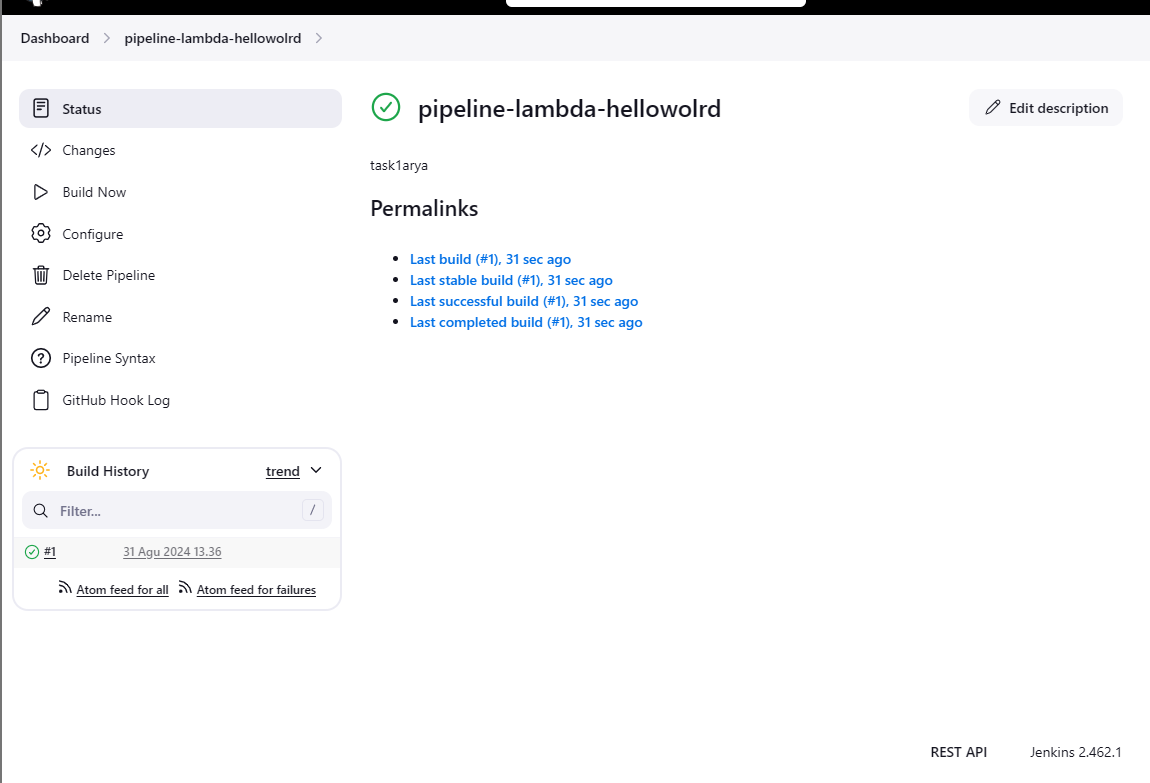 Dashboard > pipeline-lambda-hellowolrd >
Status
Changes
Build Now
Configure
Delete Pipeline
Rename
Pipeline Syntax
GitHub Hook Log
Build History trend
Filter... /
#1 31 Agu 2024 13.36
Atom feed for all Atom feed for failures
pipeline-lambda-hellowolrd
Edit description
task1arya
Permalinks
Last build (#1), 31 sec ago
Last stable build (#1), 31 sec ago
Last successful build (#1), 31 sec ago
Last completed build (#1), 31 sec ago
REST API Jenkins 2.462.1